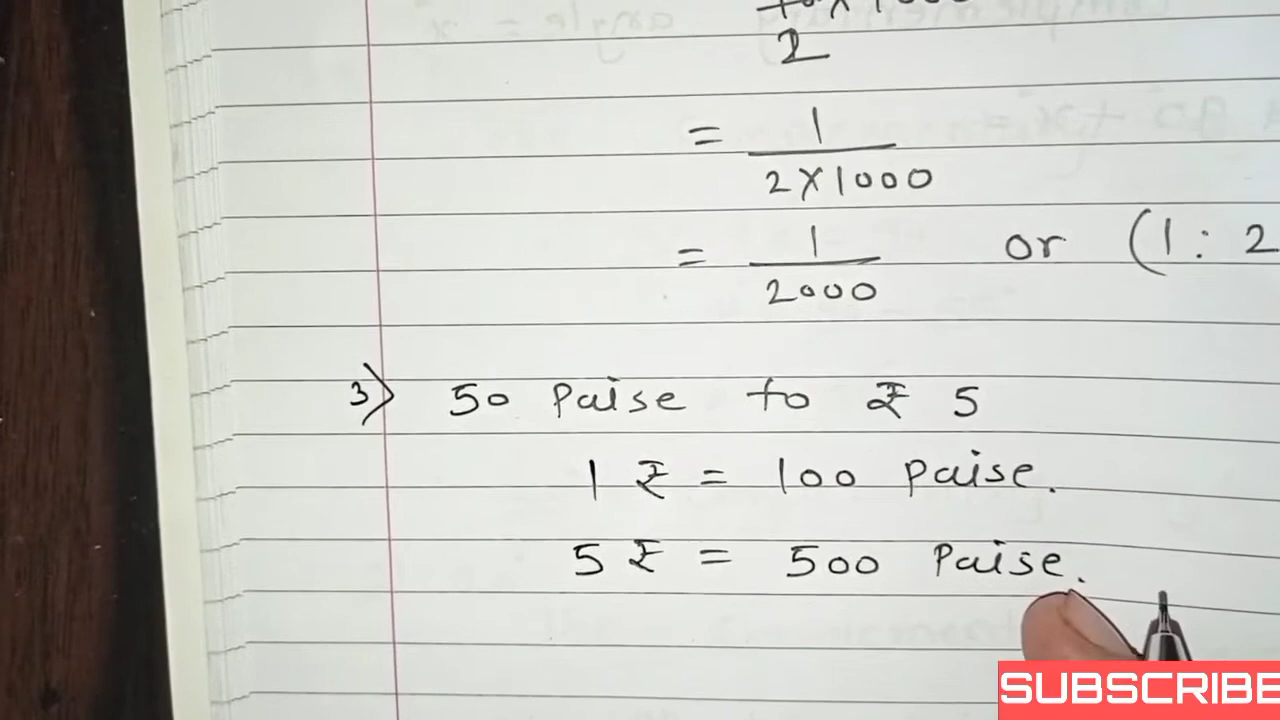 2
= 1
2×1000
= 1 or (1 : 2
2000
3) 50 Paise to ₹ 5
1 ₹ = 100 Paise.
5 ₹ = 500 Paise.
SUBSCRIBE